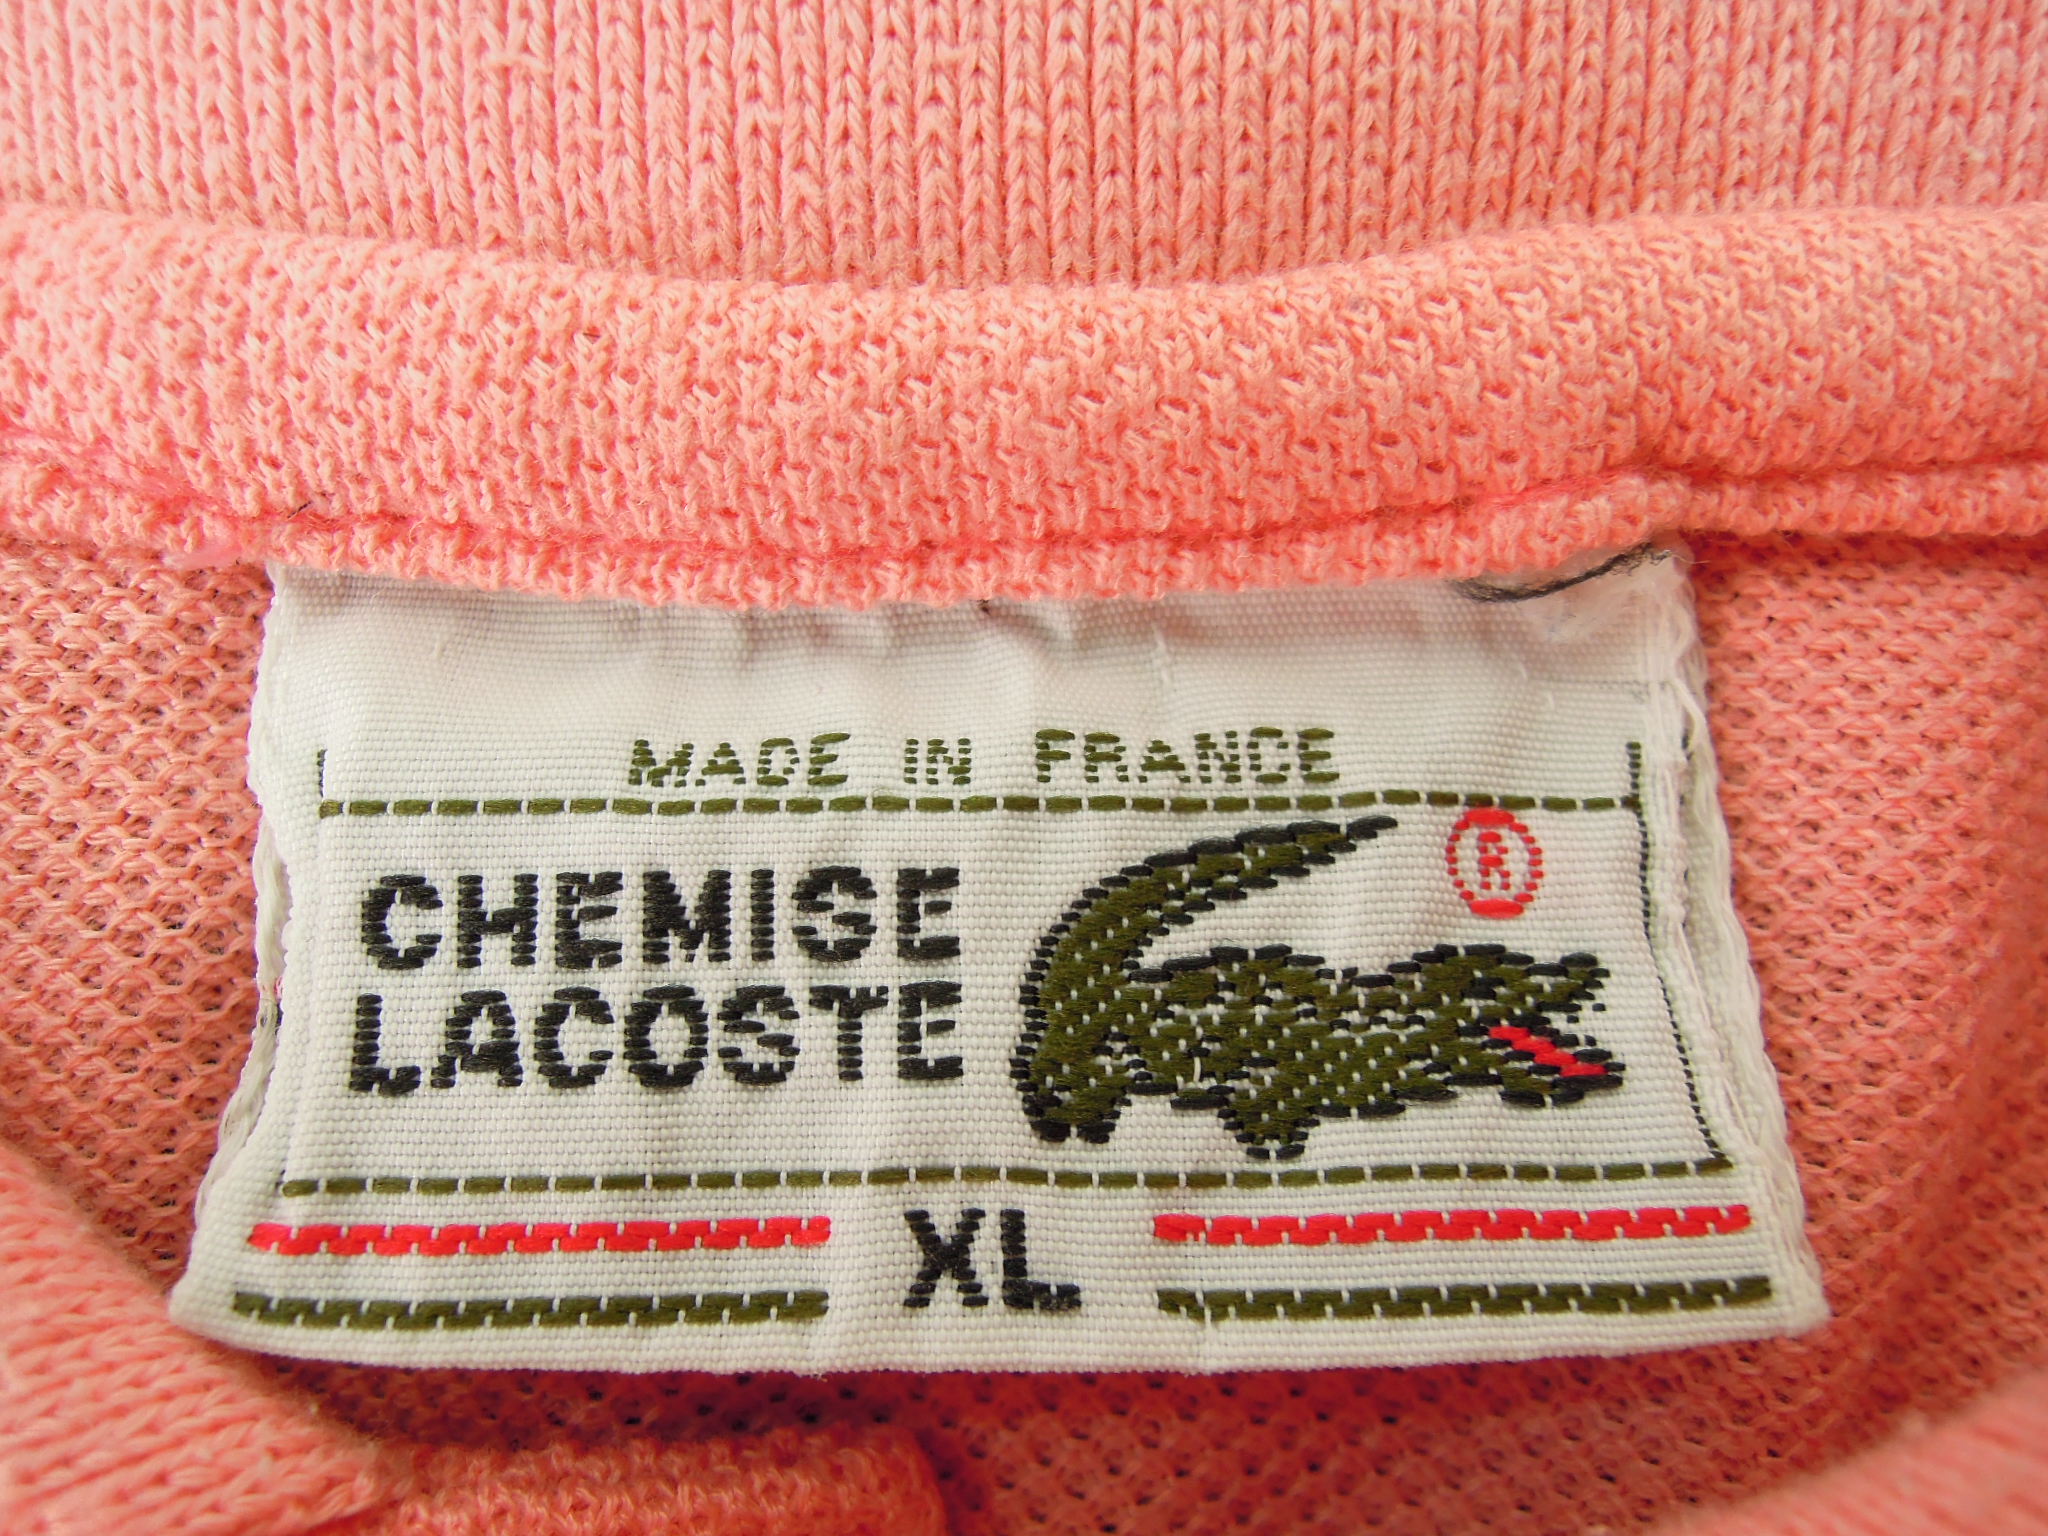 MADE IN FRANCE
CHEMISE
LACOSTE
®
XL